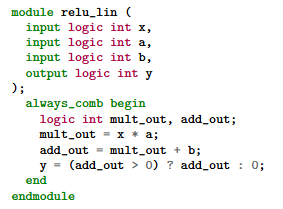 module relu_lin (
  input logic int x,
  input logic int a,
  input logic int b,
  output logic int y
);
  always_comb begin
    logic int mult_out, add_out;
    mult_out = x * a;
    add_out = mult_out + b;
    y = (add_out > 0) ? add_out : 0;
  end
endmodule